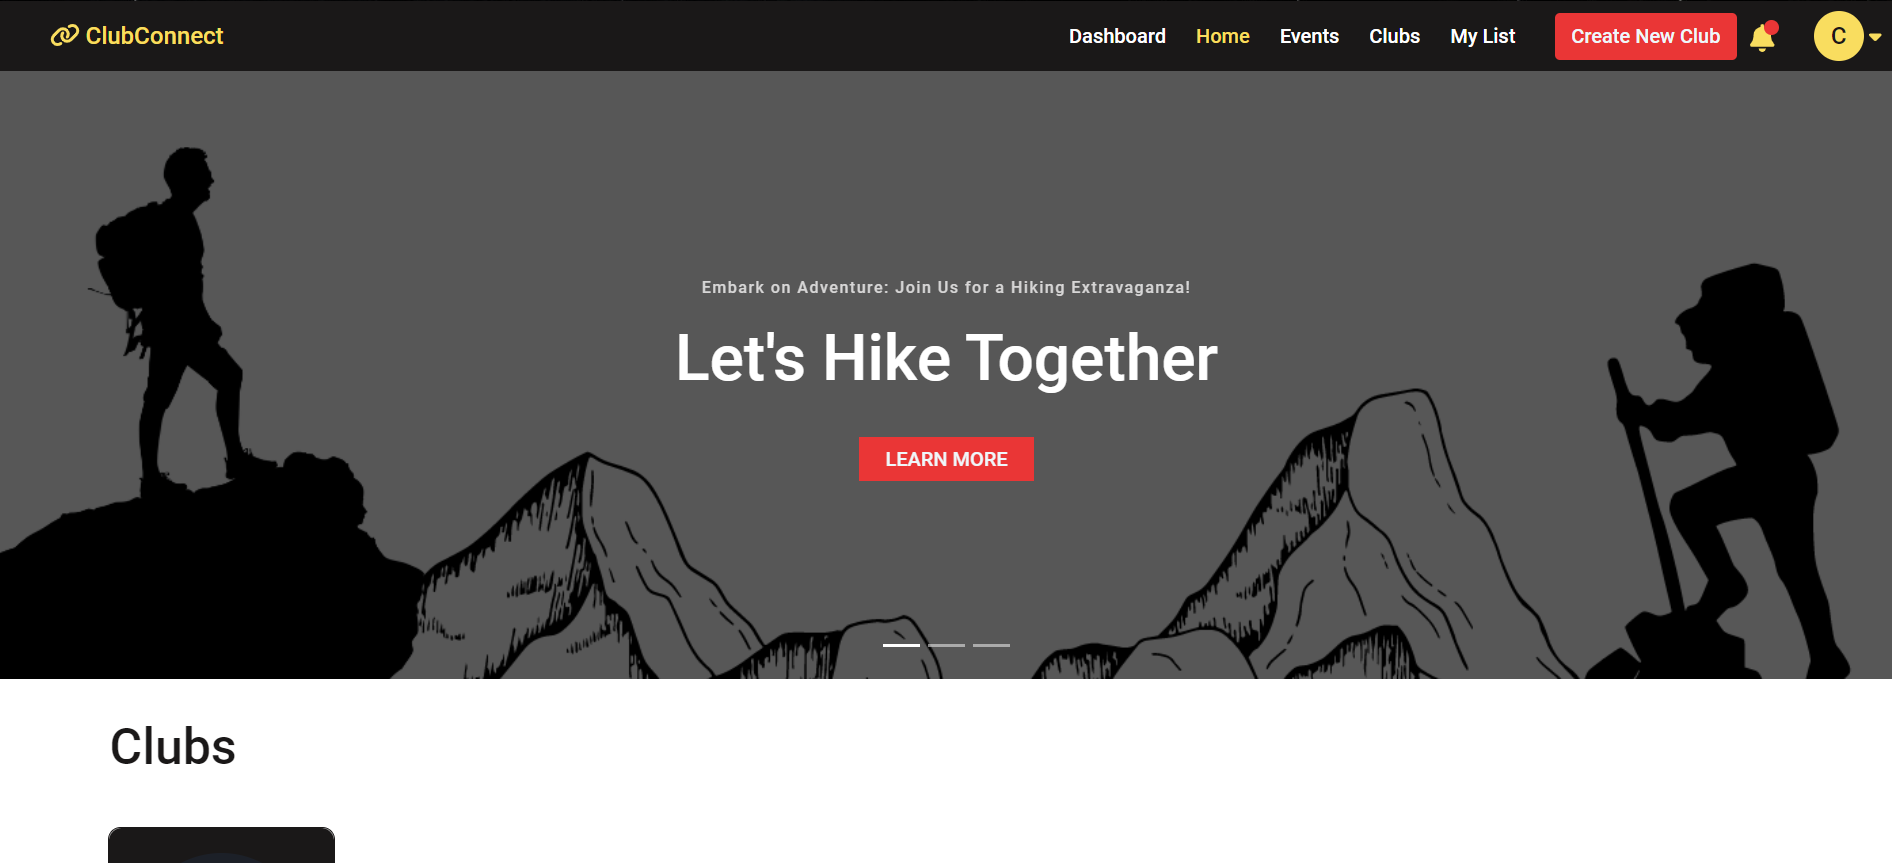 ClubConnect
Dashboard Home Events Clubs My List Create New Club C
Embark on Adventure: Join Us for a Hiking Extravaganza!
Let's Hike Together
LEARN MORE
Clubs